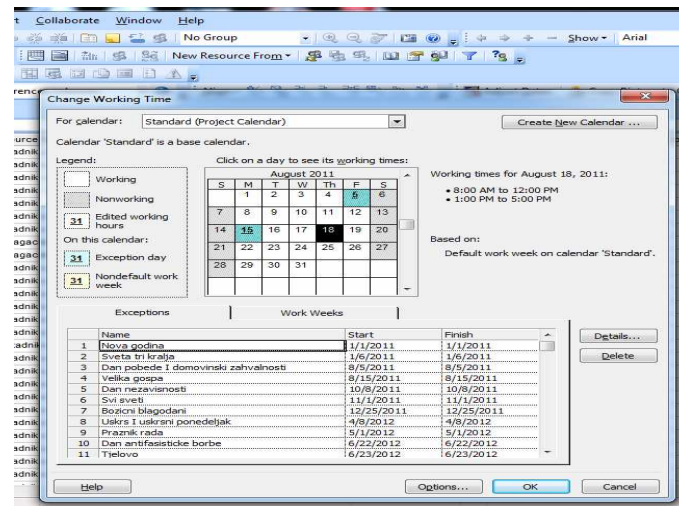 Collaborate Window Help
No Group Show Arial
New Resource From
Change Working Time
For calendar: Standard (Project Calendar) Create New Calendar ...
Calendar 'Standard' is a base calendar.
Legend:
Working
Nonworking
31 Edited working hours
On this calendar:
31 Exception day
31 Nondefault work week
Click on a day to see its working times:
August 2011
S M T W Th F S
1 2 3 4 5 6
7 8 9 10 11 12 13
14 15 16 17 18 19 20
21 22 23 24 25 26 27
28 29 30 31
Working times for August 18, 2011:
• 8:00 AM to 12:00 PM
• 1:00 PM to 5:00 PM
Based on:
Default work week on calendar 'Standard'.
Exceptions Work Weeks
Name Start Finish
1 Nova godina 1/1/2011 1/1/2011
2 Sveta tri kralja 1/6/2011 1/6/2011
3 Dan pobede I domovinski zahvalnosti 8/5/2011 8/5/2011
4 Velika gospa 8/15/2011 8/15/2011
5 Dan nezavisnosti 10/8/2011 10/8/2011
6 Svi sveti 11/1/2011 11/1/2011
7 Bozicni blagodani 12/25/2011 12/25/2011
8 Uskrs I uskrsni ponedeljak 4/8/2012 4/8/2012
9 Praznik rada 5/1/2012 5/1/2012
10 Dan antifasisticke borbe 6/22/2012 6/22/2012
11 Tjelovo 6/23/2012 6/23/2012
Details...
Delete
Help Options... OK Cancel